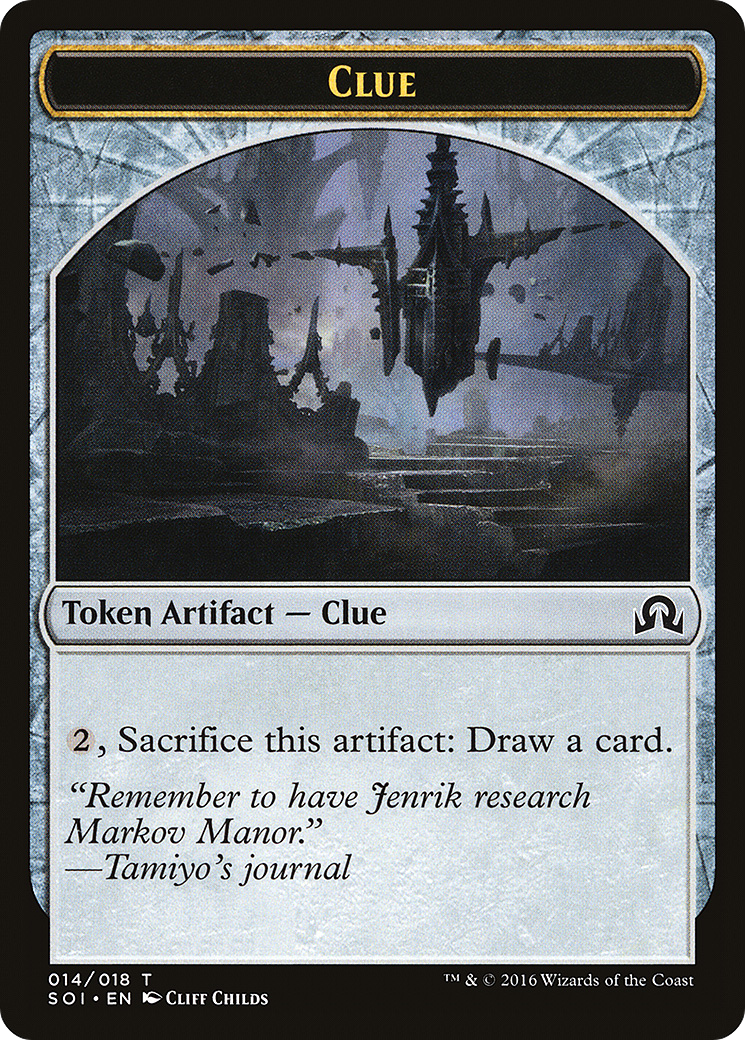 Clue
Token Artifact — Clue
2, Sacrifice this artifact: Draw a card.
“Remember to have Jenrik research
Markov Manor.”
—Tamiyo’s journal
014/018 T
SOI • EN Cliff Childs
™ & © 2016 Wizards of the Coast